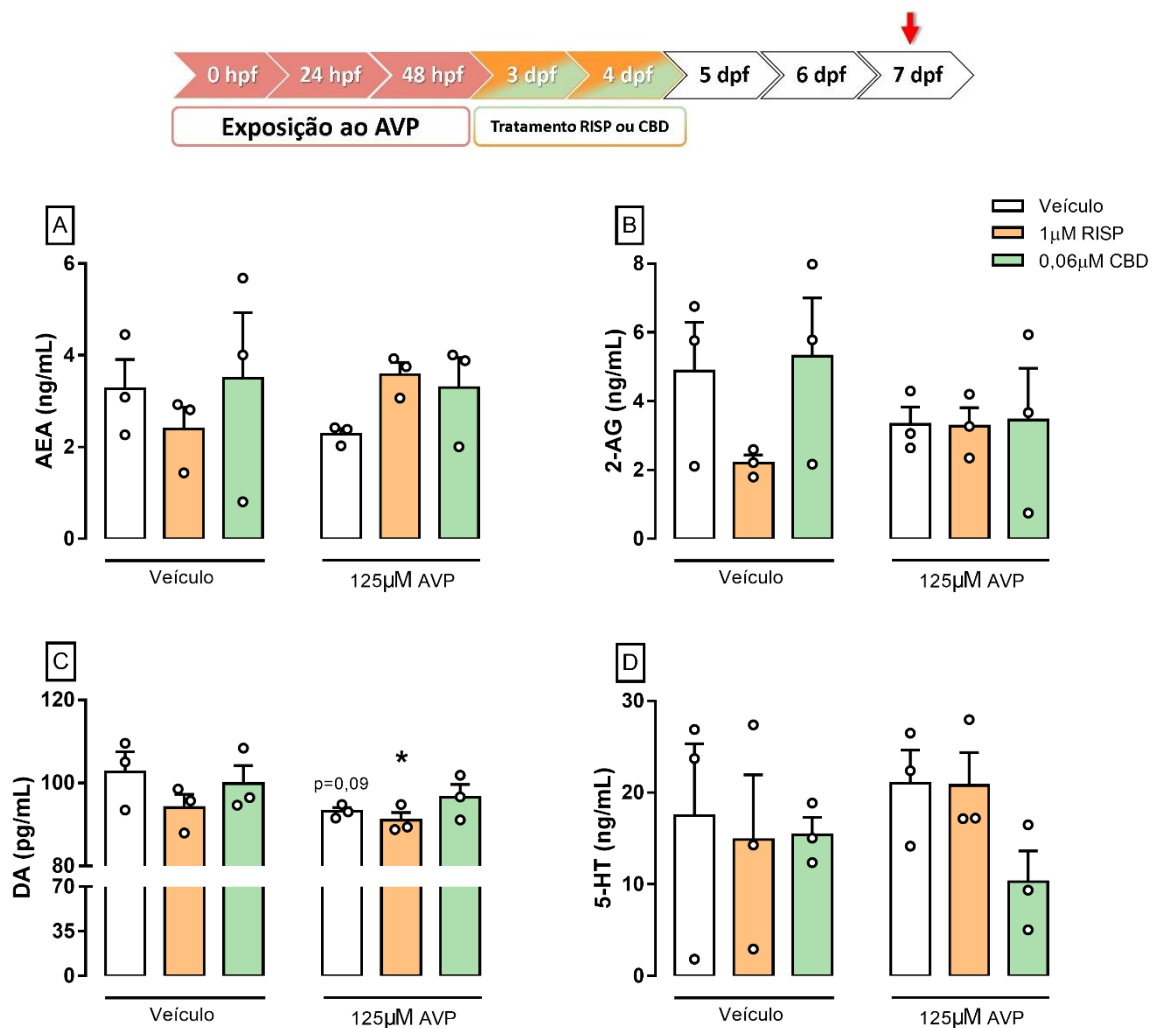 0 hpf 24 hpf 48 hpf 3 dpf 4 dpf 5 dpf 6 dpf 7 dpf
Exposição ao AVP Tratamento RISP ou CBD
Veículo
1µM RISP
0,06µM CBD
A
AEA (ng/mL)
6
4
2
0
Veículo 125µM AVP
B
2-AG (ng/mL)
8
6
4
2
0
Veículo 125µM AVP
C
DA (pg/mL)
120
100
80
70
35
0
p=0,09
*
Veículo 125µM AVP
D
5-HT (ng/mL)
30
20
10
0
Veículo 125µM AVP